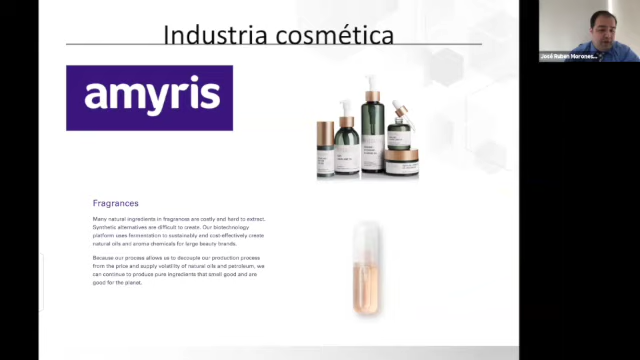 Industria cosmética
José Ruben Morones...
amyris
Fragrances
Many natural ingredients in fragrances are costly and hard to extract.
Synthetic alternatives are difficult to create. Our biotechnology
platform uses fermentation to sustainably and cost-effectively create
natural oils and aroma chemicals for large beauty brands.
Because our process allows us to decouple our production process
from the price and supply volatility of natural oils and petroleum, we
can continue to produce pure ingredients that smell good and are
good for the planet.